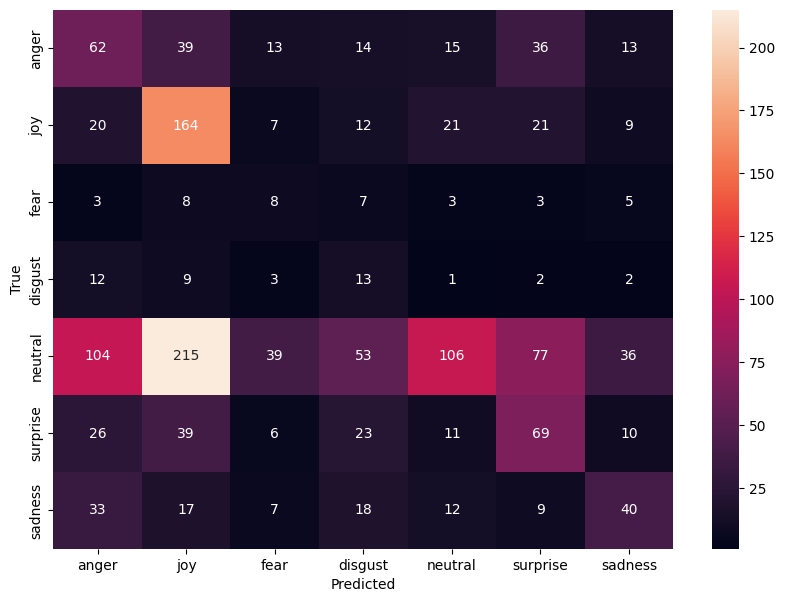 anger 62 39 13 14 15 36 13
joy 20 164 7 12 21 21 9
fear 3 8 8 7 3 3 5
disgust 12 9 3 13 1 2 2
neutral 104 215 39 53 106 77 36
surprise 26 39 6 23 11 69 10
sadness 33 17 7 18 12 9 40
anger joy fear disgust neutral surprise sadness
Predicted
True
200
175
150
125
100
75
50
25